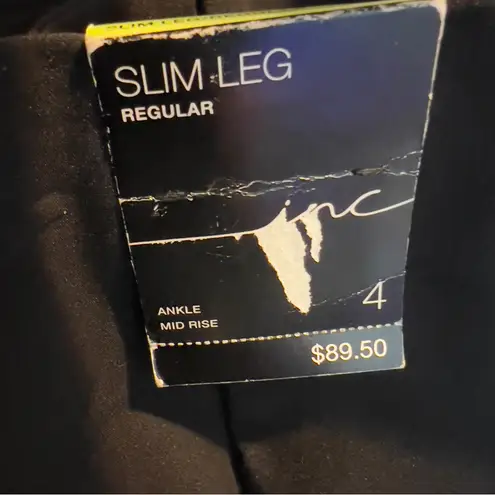 SLIM LEG
REGULAR
inc
ANKLE
MID RISE
4
$89.50